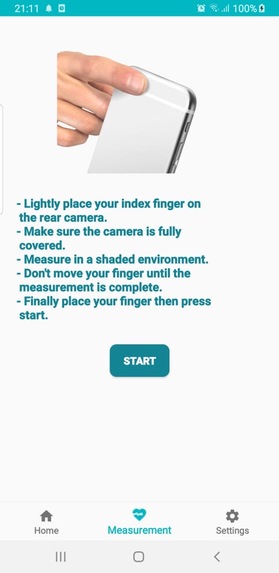 21:11
100%
- Lightly place your index finger on
the rear camera.
- Make sure the camera is fully
covered.
- Measure in a shaded environment.
- Don't move your finger until the
measurement is complete.
- Finally place your finger then press
start.
START
Home
Measurement
Settings